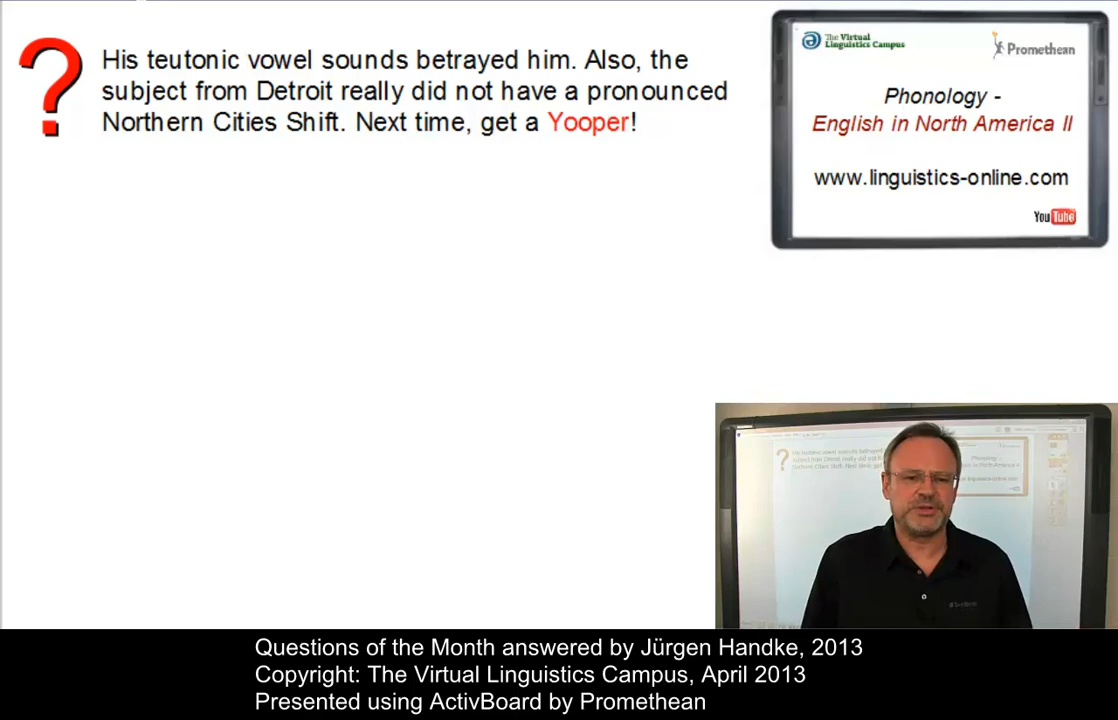 ?
His teutonic vowel sounds betrayed him. Also, the
subject from Detroit really did not have a pronounced
Northern Cities Shift. Next time, get a Yooper!
The Virtual
Linguistics Campus
Promethean
Phonology -
English in North America II
www.linguistics-online.com
YouTube
Questions of the Month answered by Jürgen Handke, 2013
Copyright: The Virtual Linguistics Campus, April 2013
Presented using ActivBoard by Promethean